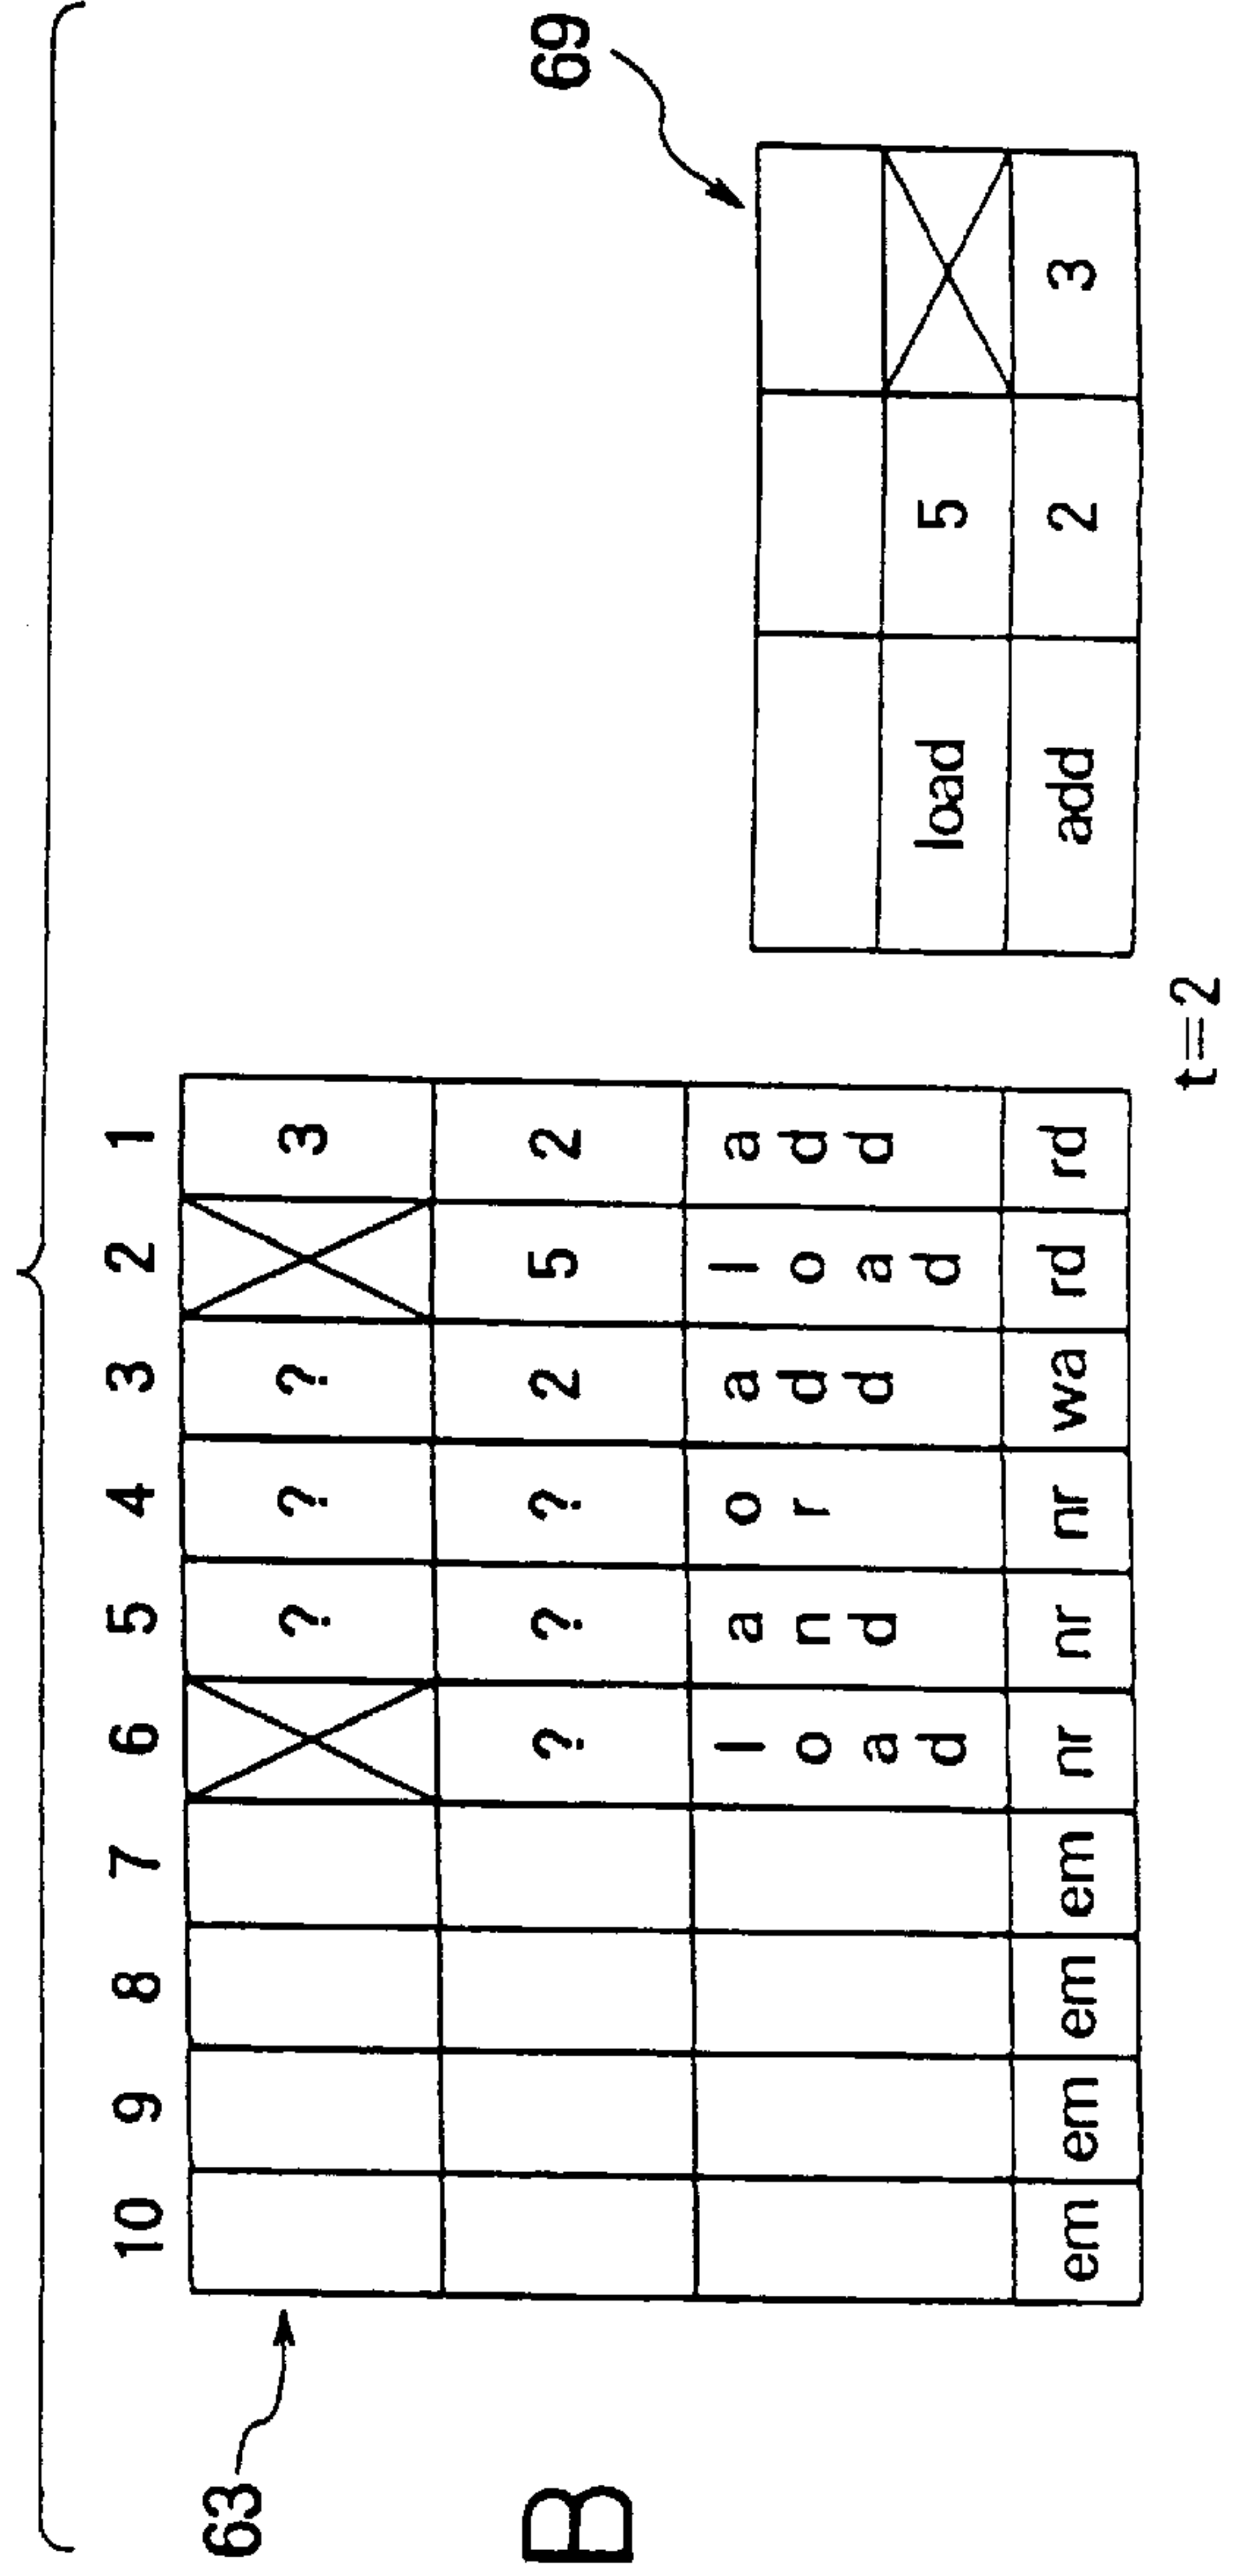 69
10 9 8 7 6 5 4 3 2 1
63
? ? ? 3
B
? ? ? 2 5 2
load and or add load add
em em em em nr nr nr wa rd rd
load 5
add 2 3
t=2